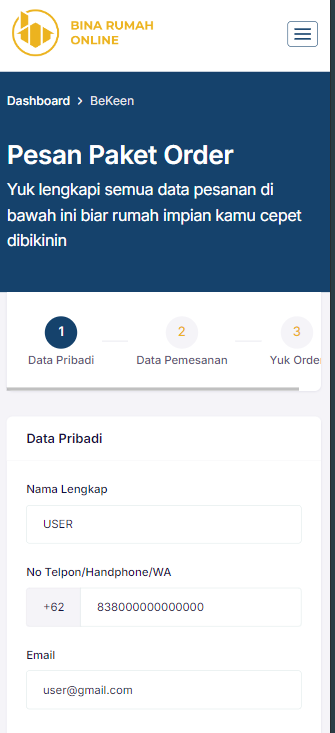 BINA RUMAH
ONLINE
Dashboard > BeKeen
Pesan Paket Order
Yuk lengkapi semua data pesanan di
bawah ini biar rumah impian kamu cepet
dibikinin
1
2
3
Data Pribadi
Data Pemesanan
Yuk Order
Data Pribadi
Nama Lengkap
USER
No Telpon/Handphone/WA
+62 838000000000000
Email
user@gmail.com